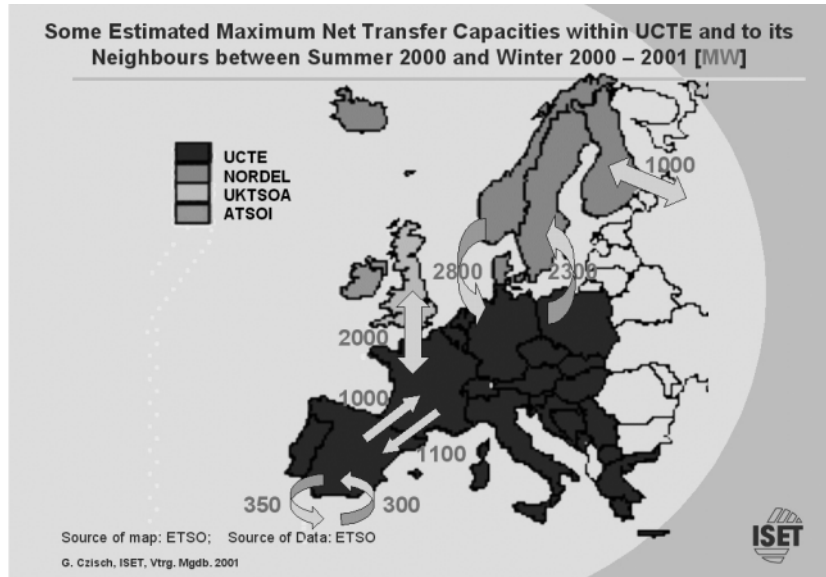 Some Estimated Maximum Net Transfer Capacities within UCTE and to its
Neighbours between Summer 2000 and Winter 2000 – 2001 [MW]
UCTE
NORDEL
UKTSOA
ATSOI
1000
2800
2300
2000
1000
1100
350
300
Source of map: ETSO; Source of Data: ETSO
G. Czisch, ISET, Vtrg. Mgdb. 2001
ISET